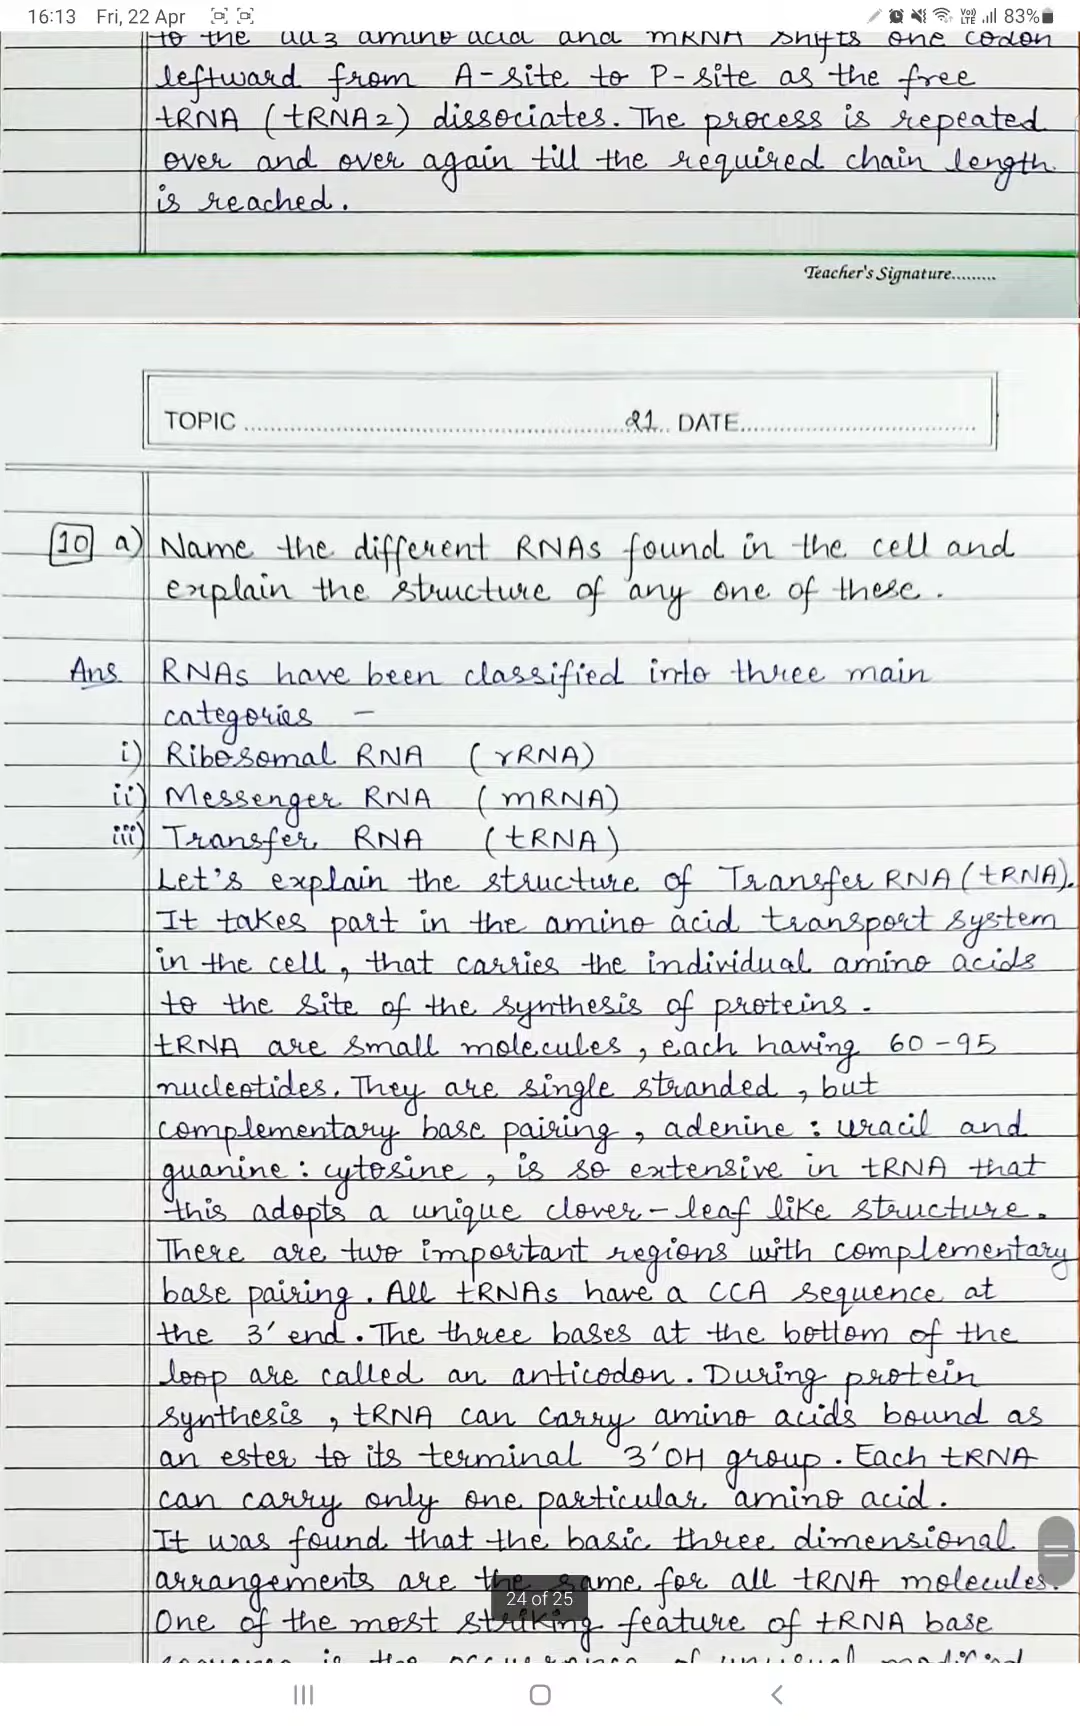 16:13 Fri, 22 Apr 83%
to the aa3 amino acid and mRNA shifts one codon
leftward from A-site to P-site as the free
tRNA (tRNA2) dissociates. The process is repeated
over and over again till the required chain length
is reached.
Teacher's Signature.........
TOPIC 21 DATE
10 a) Name the different RNAs found in the cell and
explain the structure of any one of these.
Ans RNAs have been classified into three main
categories –
i) Ribosomal RNA (rRNA)
ii) Messenger RNA (mRNA)
iii) Transfer RNA (tRNA)
Let's explain the structure of Transfer RNA (tRNA).
It takes part in the amino acid transport system
in the cell, that carries the individual amino acids
to the site of the synthesis of proteins.
tRNA are small molecules, each having 60-95
nucleotides. They are single stranded, but
complementary base pairing, adenine : uracil and
guanine : cytosine, is so extensive in tRNA that
this adopts a unique clover-leaf like structure.
There are two important regions with complementary
base pairing. All tRNAs have a CCA sequence at
the 3' end. The three bases at the bottom of the
loop are called an anticodon. During protein
synthesis, tRNA can carry amino acids bound as
an ester to its terminal 3'OH group. Each tRNA
can carry only one particular amino acid.
It was found that the basic three dimensional
arrangements are the same for all tRNA molecules.
24 of 25
One of the most striking feature of tRNA base